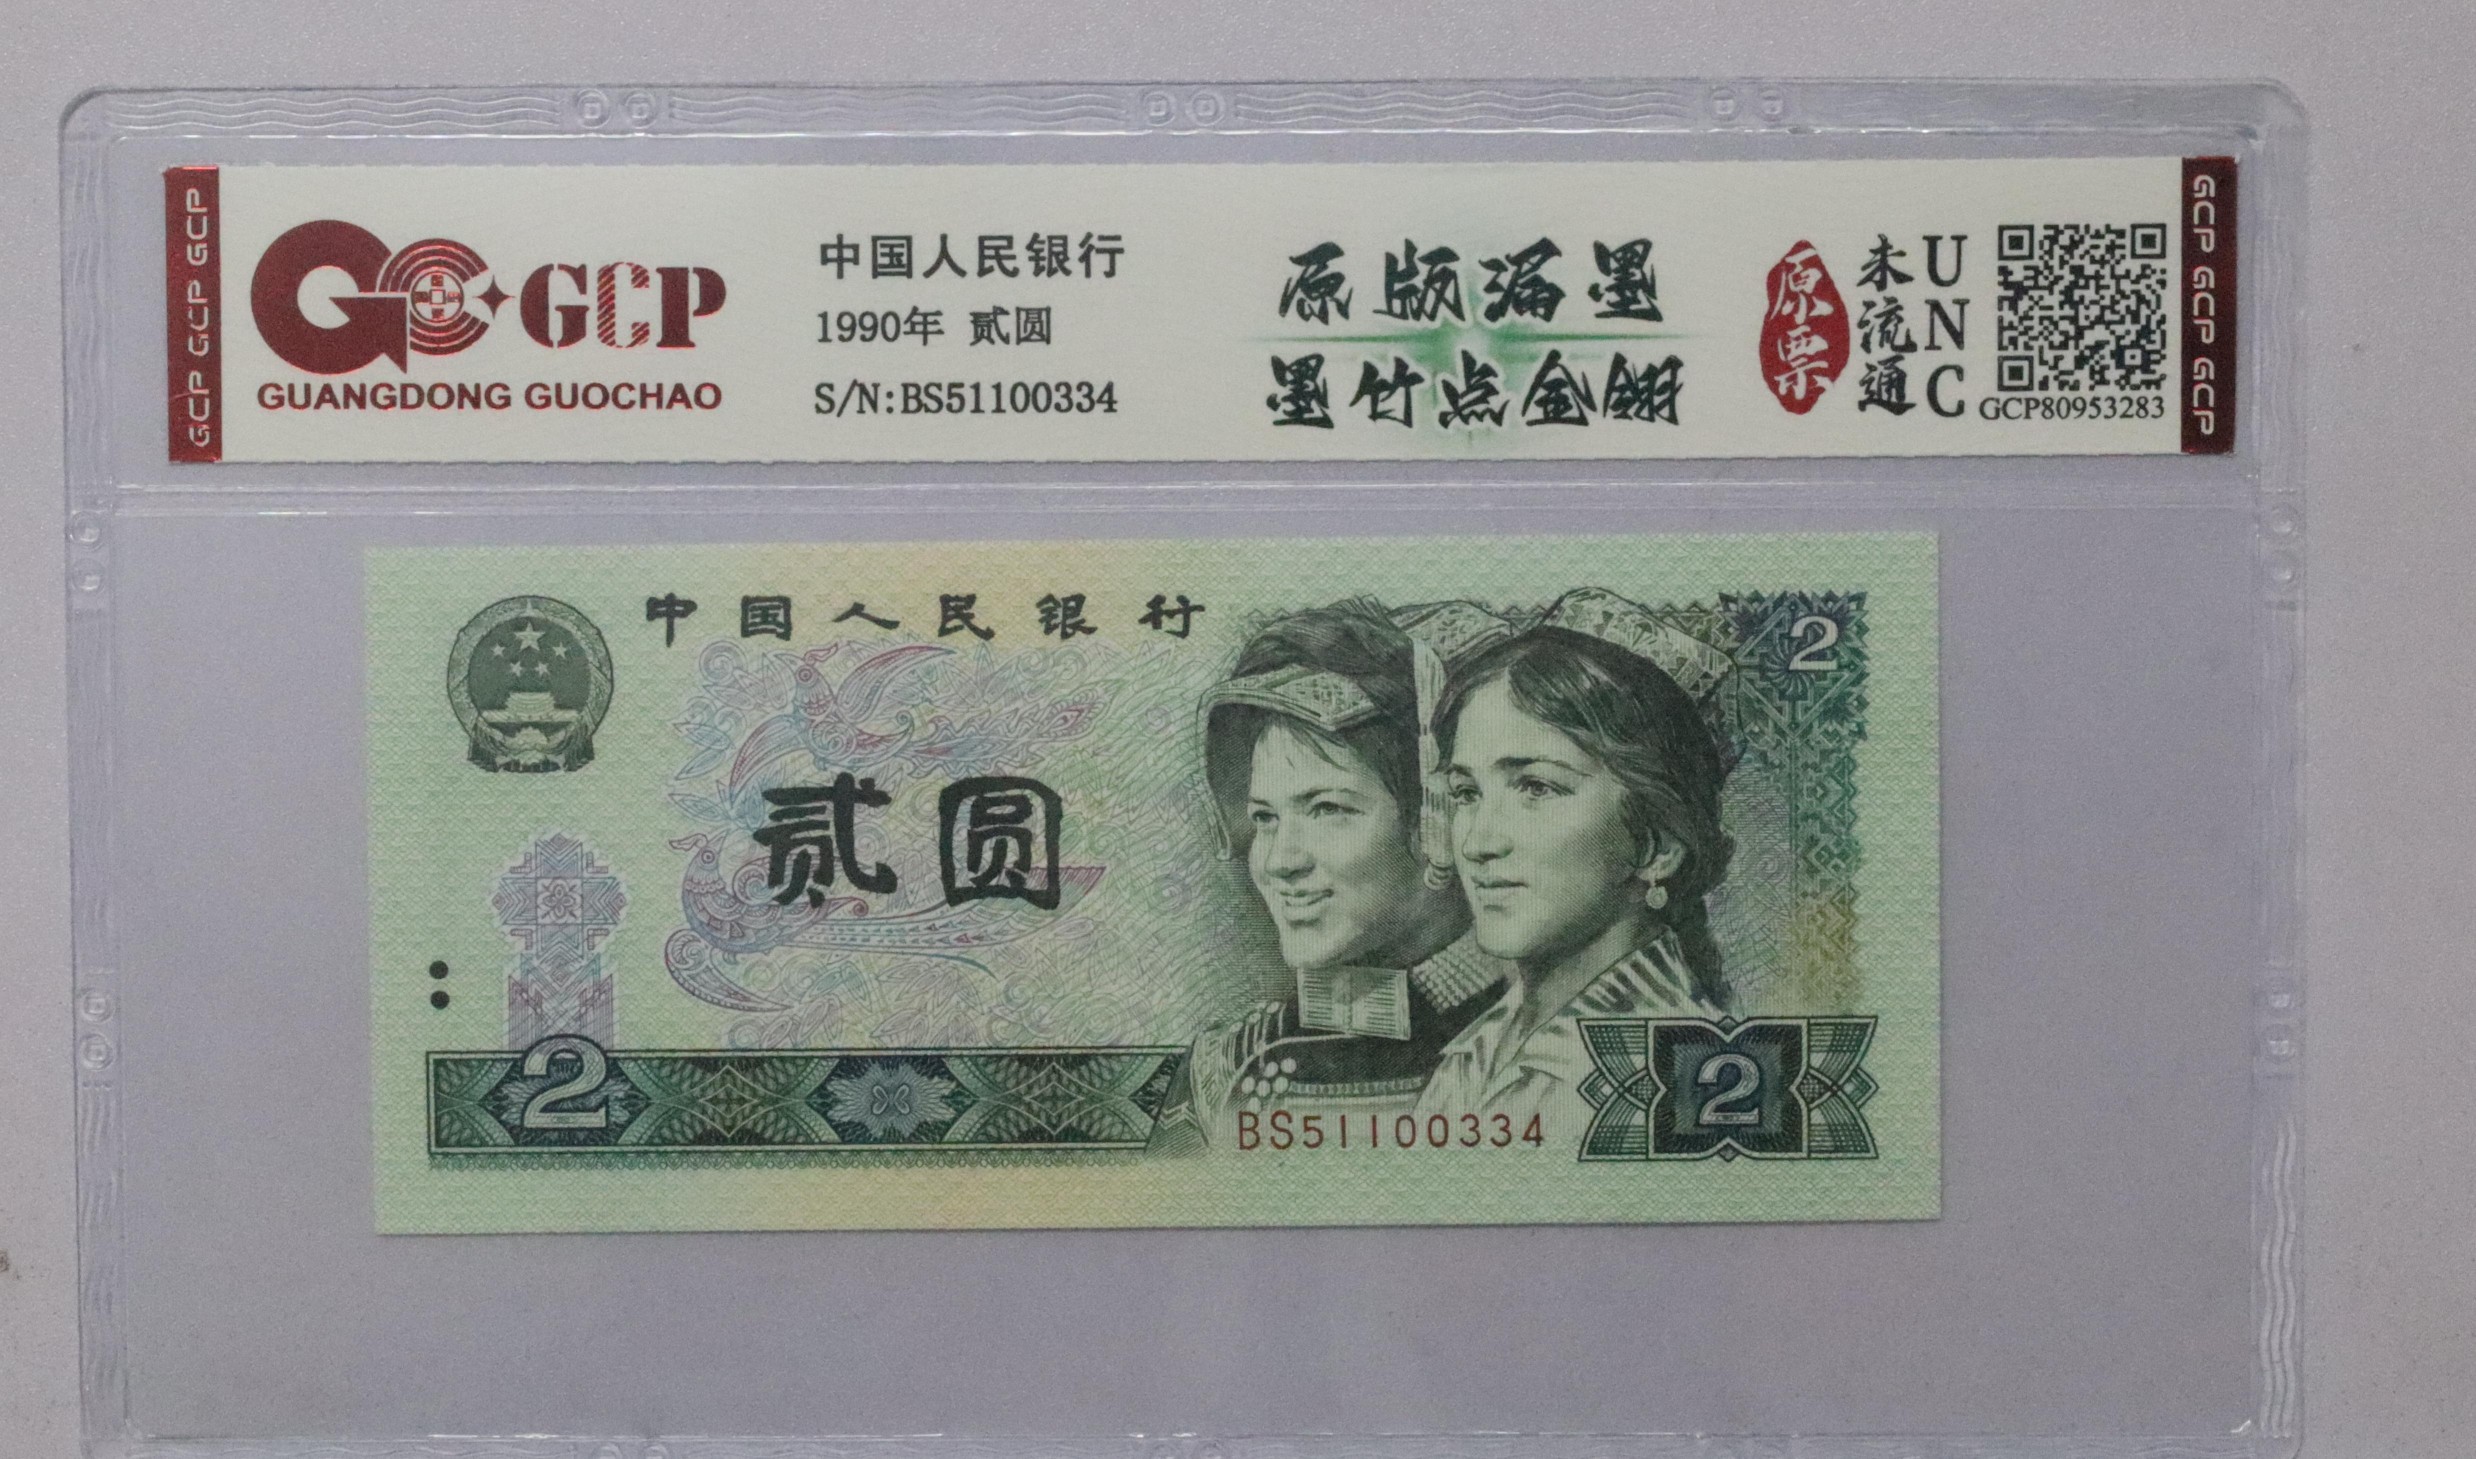 GCP GCP GCP
GCP
GUANGDONG GUOCHAO
中国人民银行
1990年 贰圆
S/N:BS51100334
原版漏墨
墨竹点金翎
原票
未流通
UNC
GCP80953283
GCP GCP GCP
中国人民银行
2
贰圆
2
BS51100334
2